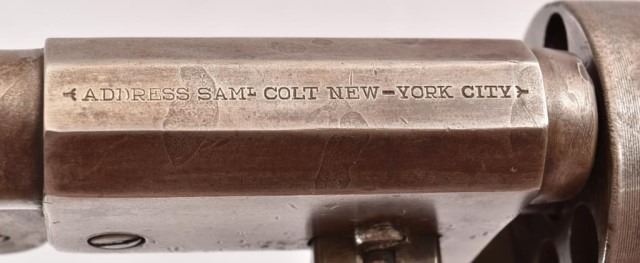 ADDRESS SAMᴸ COLT NEW-YORK CITY